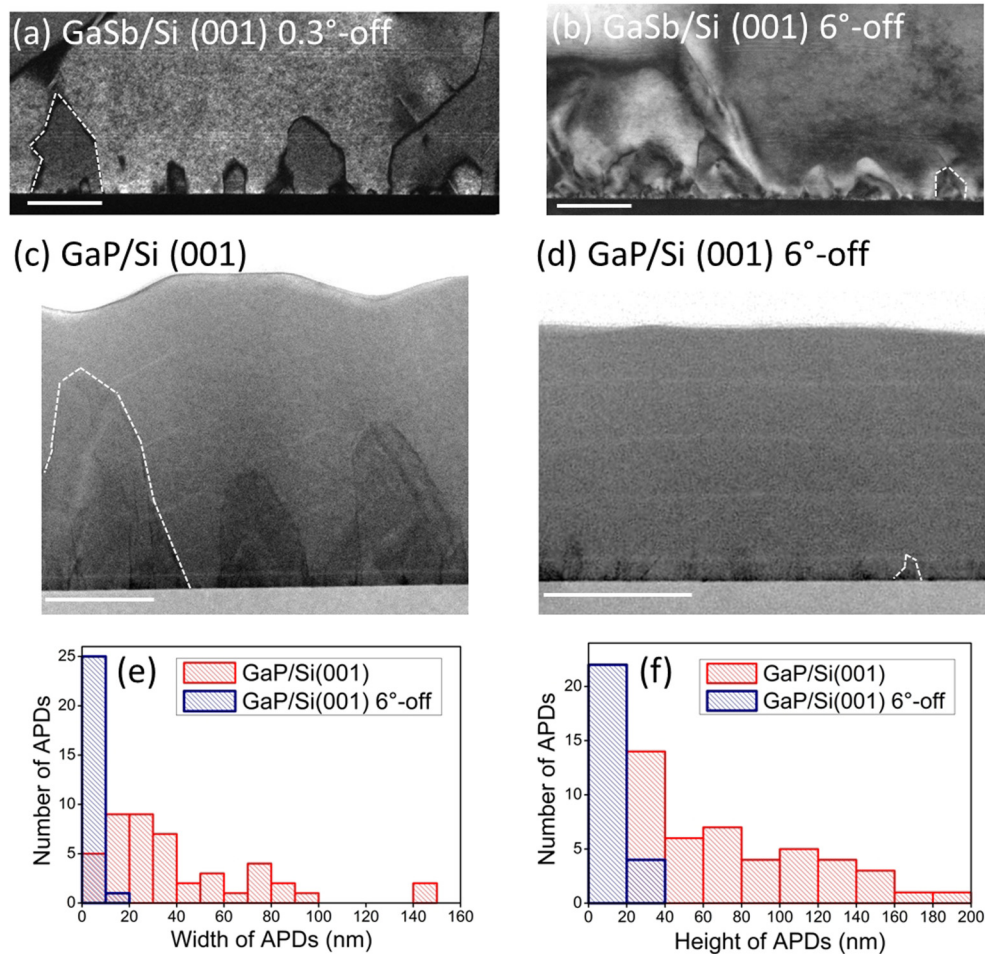 (a) GaSb/Si (001) 0.3°-off
(b) GaSb/Si (001) 6°-off
(c) GaP/Si (001)
(d) GaP/Si (001) 6°-off
(e)
GaP/Si(001)
GaP/Si(001) 6°-off
Number of APDs
25
20
15
10
5
0
0 20 40 60 80 100 120 140 160
Width of APDs (nm)
(f)
GaP/Si(001)
GaP/Si(001) 6°-off
Number of APDs
20
15
10
5
0
0 20 40 60 80 100 120 140 160 180 200
Height of APDs (nm)